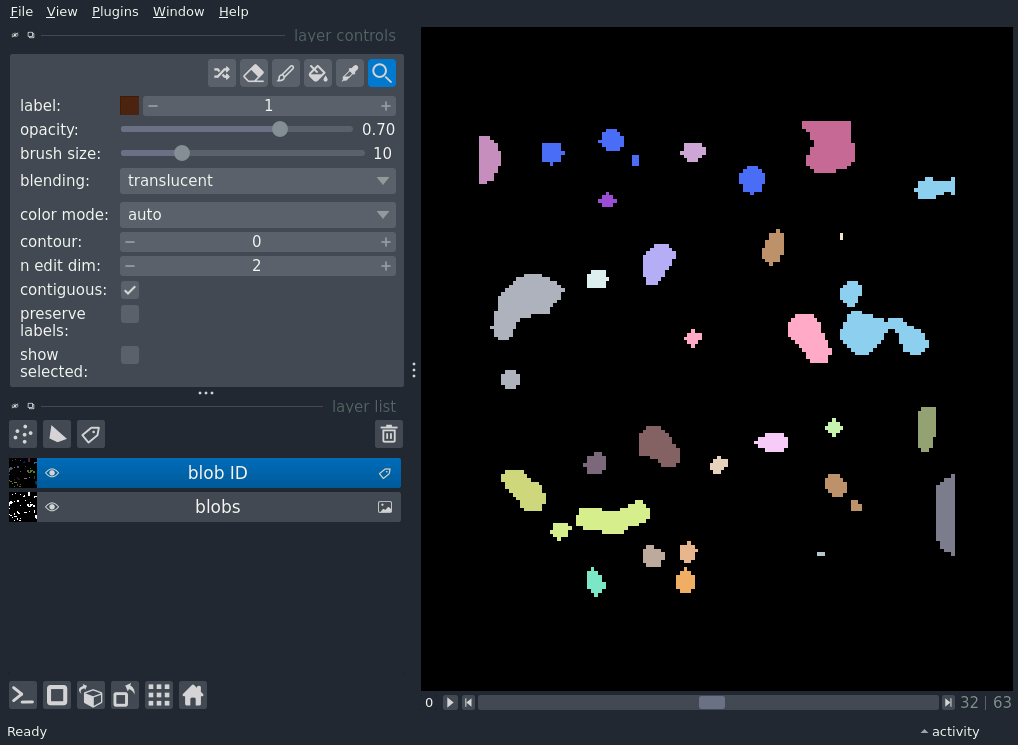 File View Plugins Window Help
layer controls
label: 1
opacity: 0.70
brush size: 10
blending: translucent
color mode: auto
contour: 0
n edit dim: 2
contiguous:
preserve
labels:
show
selected:
layer list
blob ID
blobs
0 32 | 63
Ready activity